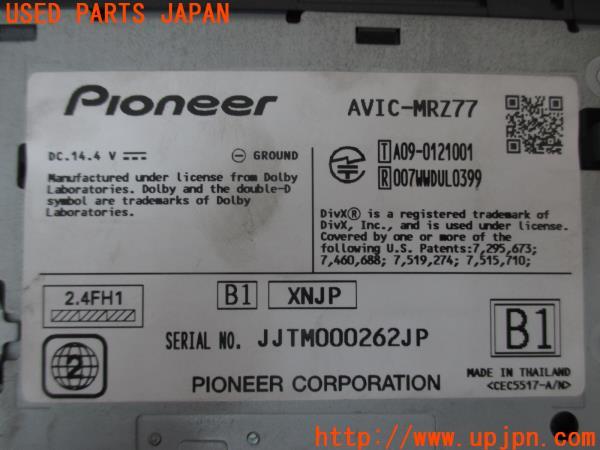 USED PARTS JAPAN
Pioneer
AVIC-MRZ77
DC.14.4 V
GROUND
T A09-0121001
R 007WWDUL0399
Manufactured under license from Dolby
Laboratories. Dolby and the double-D
symbol are trademarks of Dolby
Laboratories.
DivX® is a registered trademark of
DivX, Inc., and is used under license.
Covered by one or more of the
following U.S. Patents:7,295,673;
7,460,688; 7,519,274; 7,515,710;
2.4FH1
B1 XNJP
SERIAL NO. JJTM000262JP
B1
2
PIONEER CORPORATION
MADE IN THAILAND
<CEC5517-A/N>
http://www.upjpn.com/